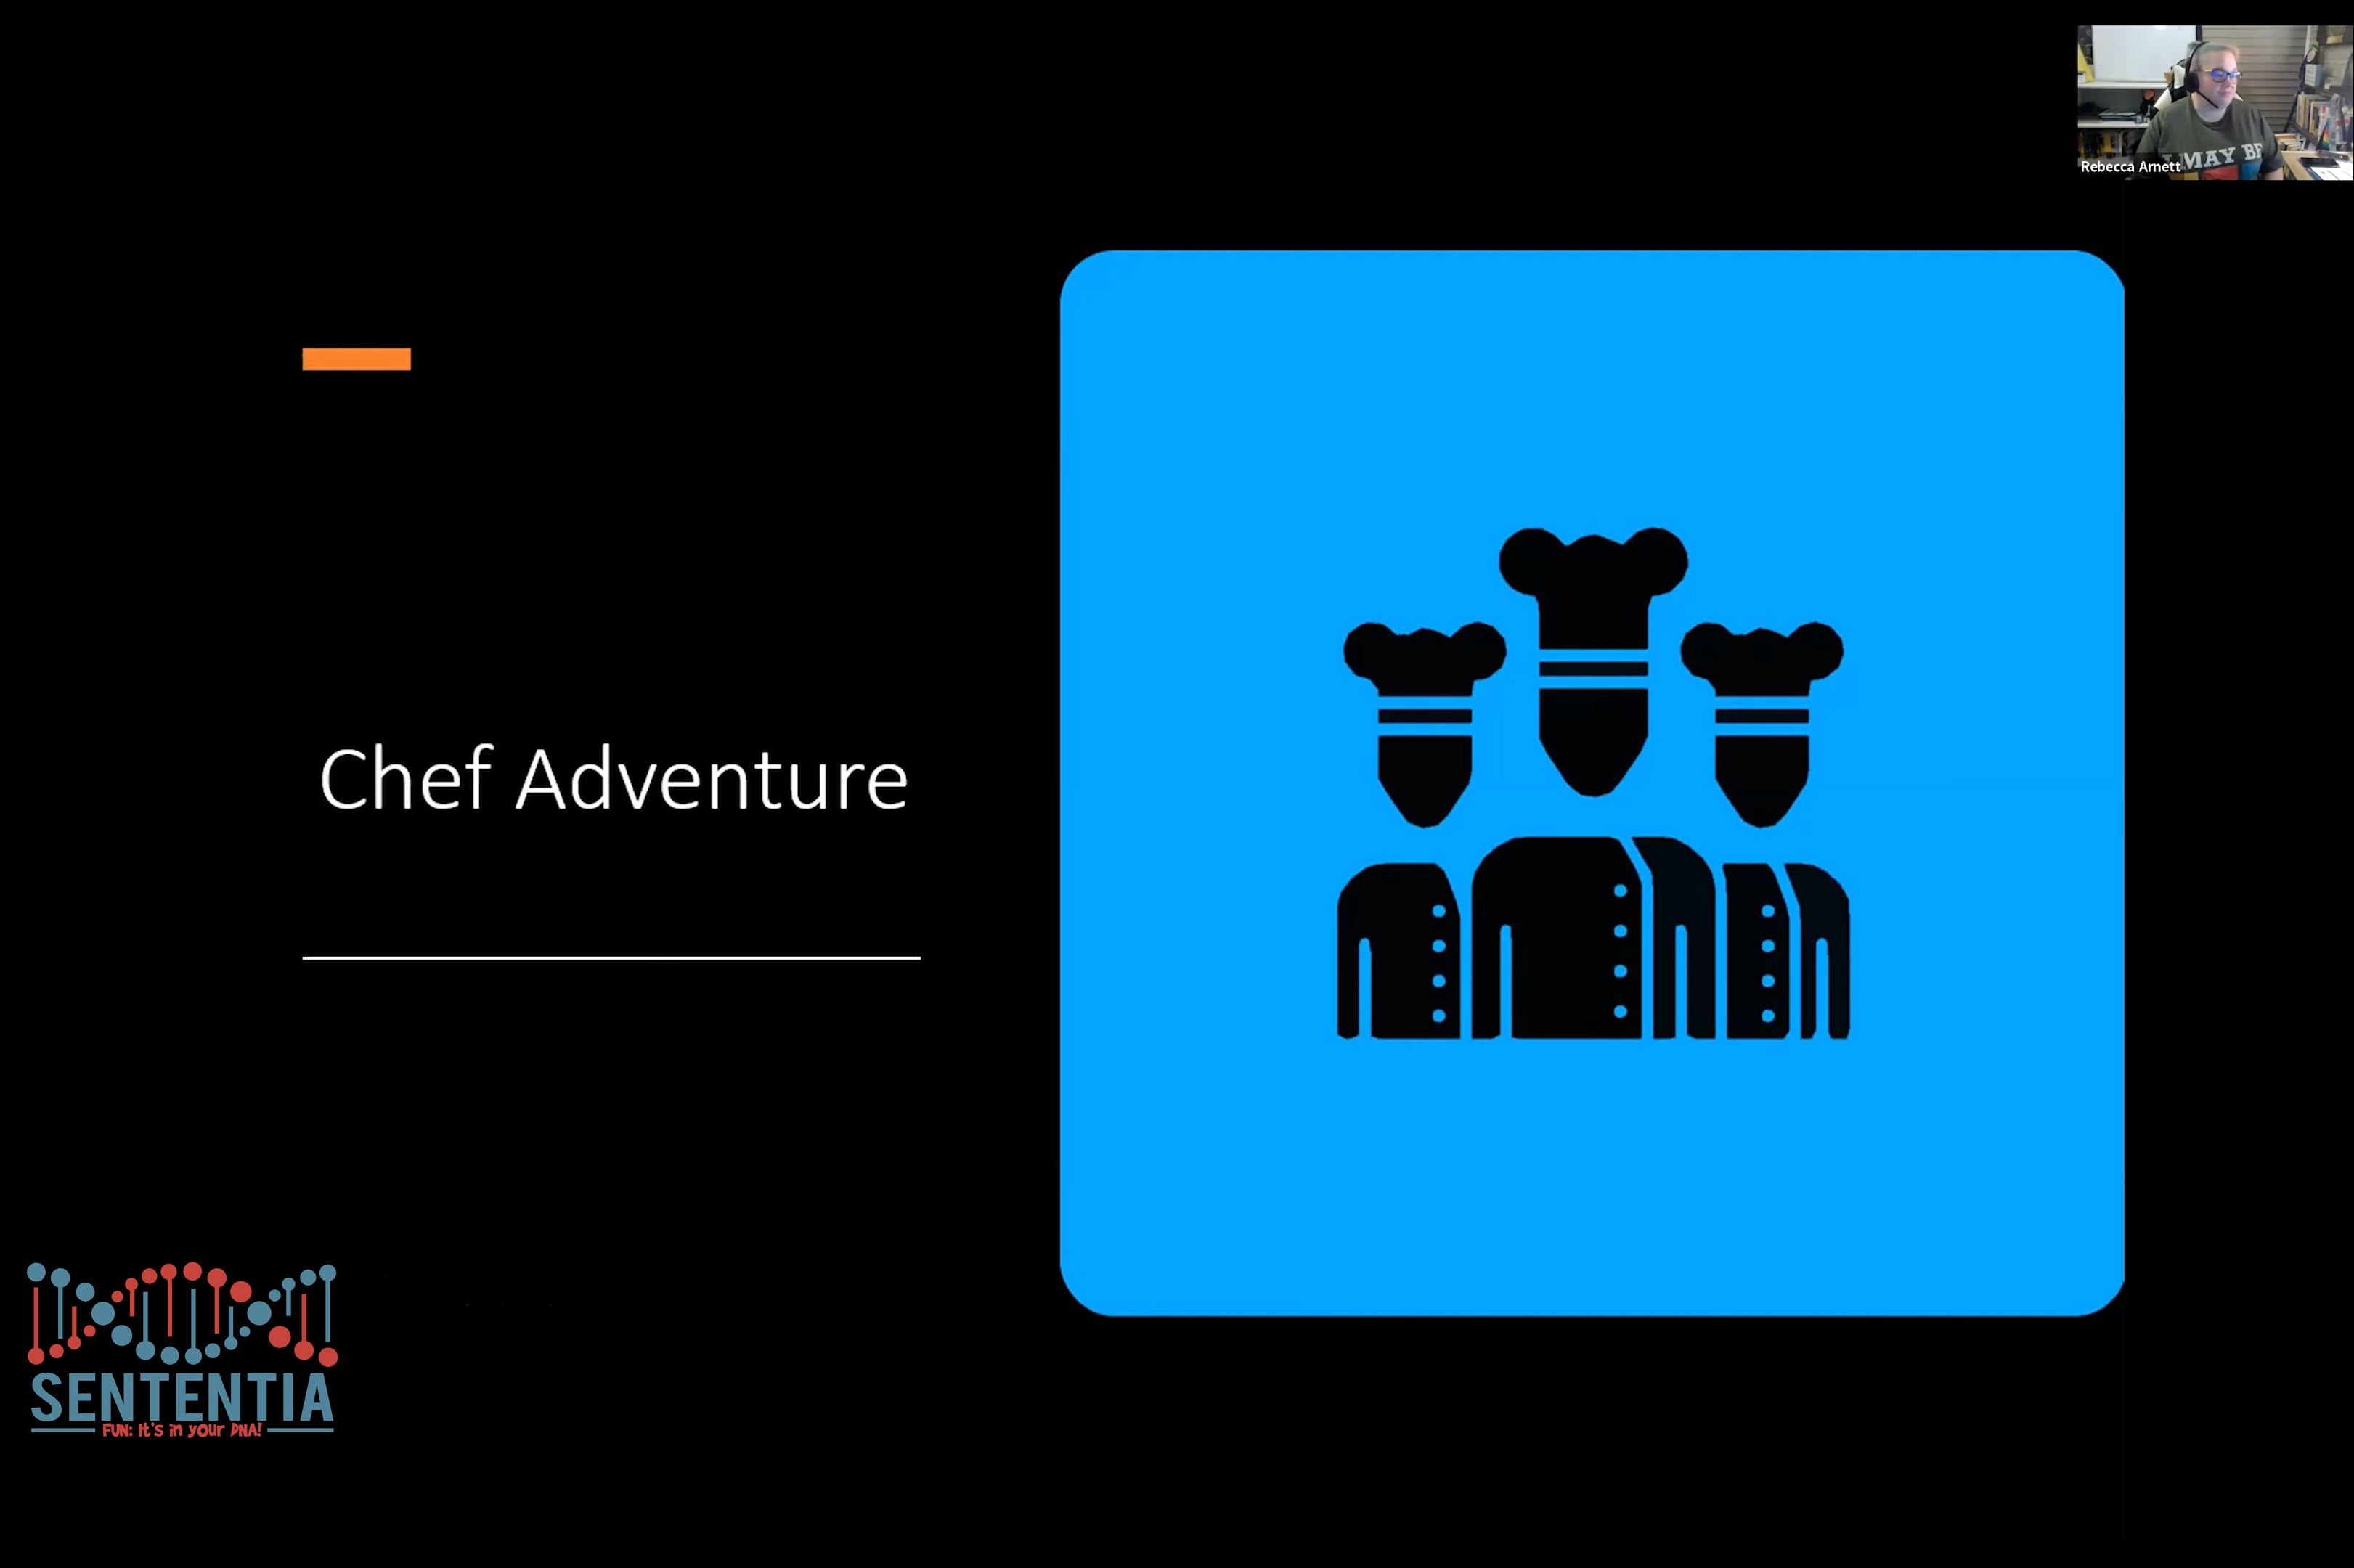 MAY BE
Rebecca Arnett
Chef Adventure
SENTENTIA
FUN: It's in your DNA!